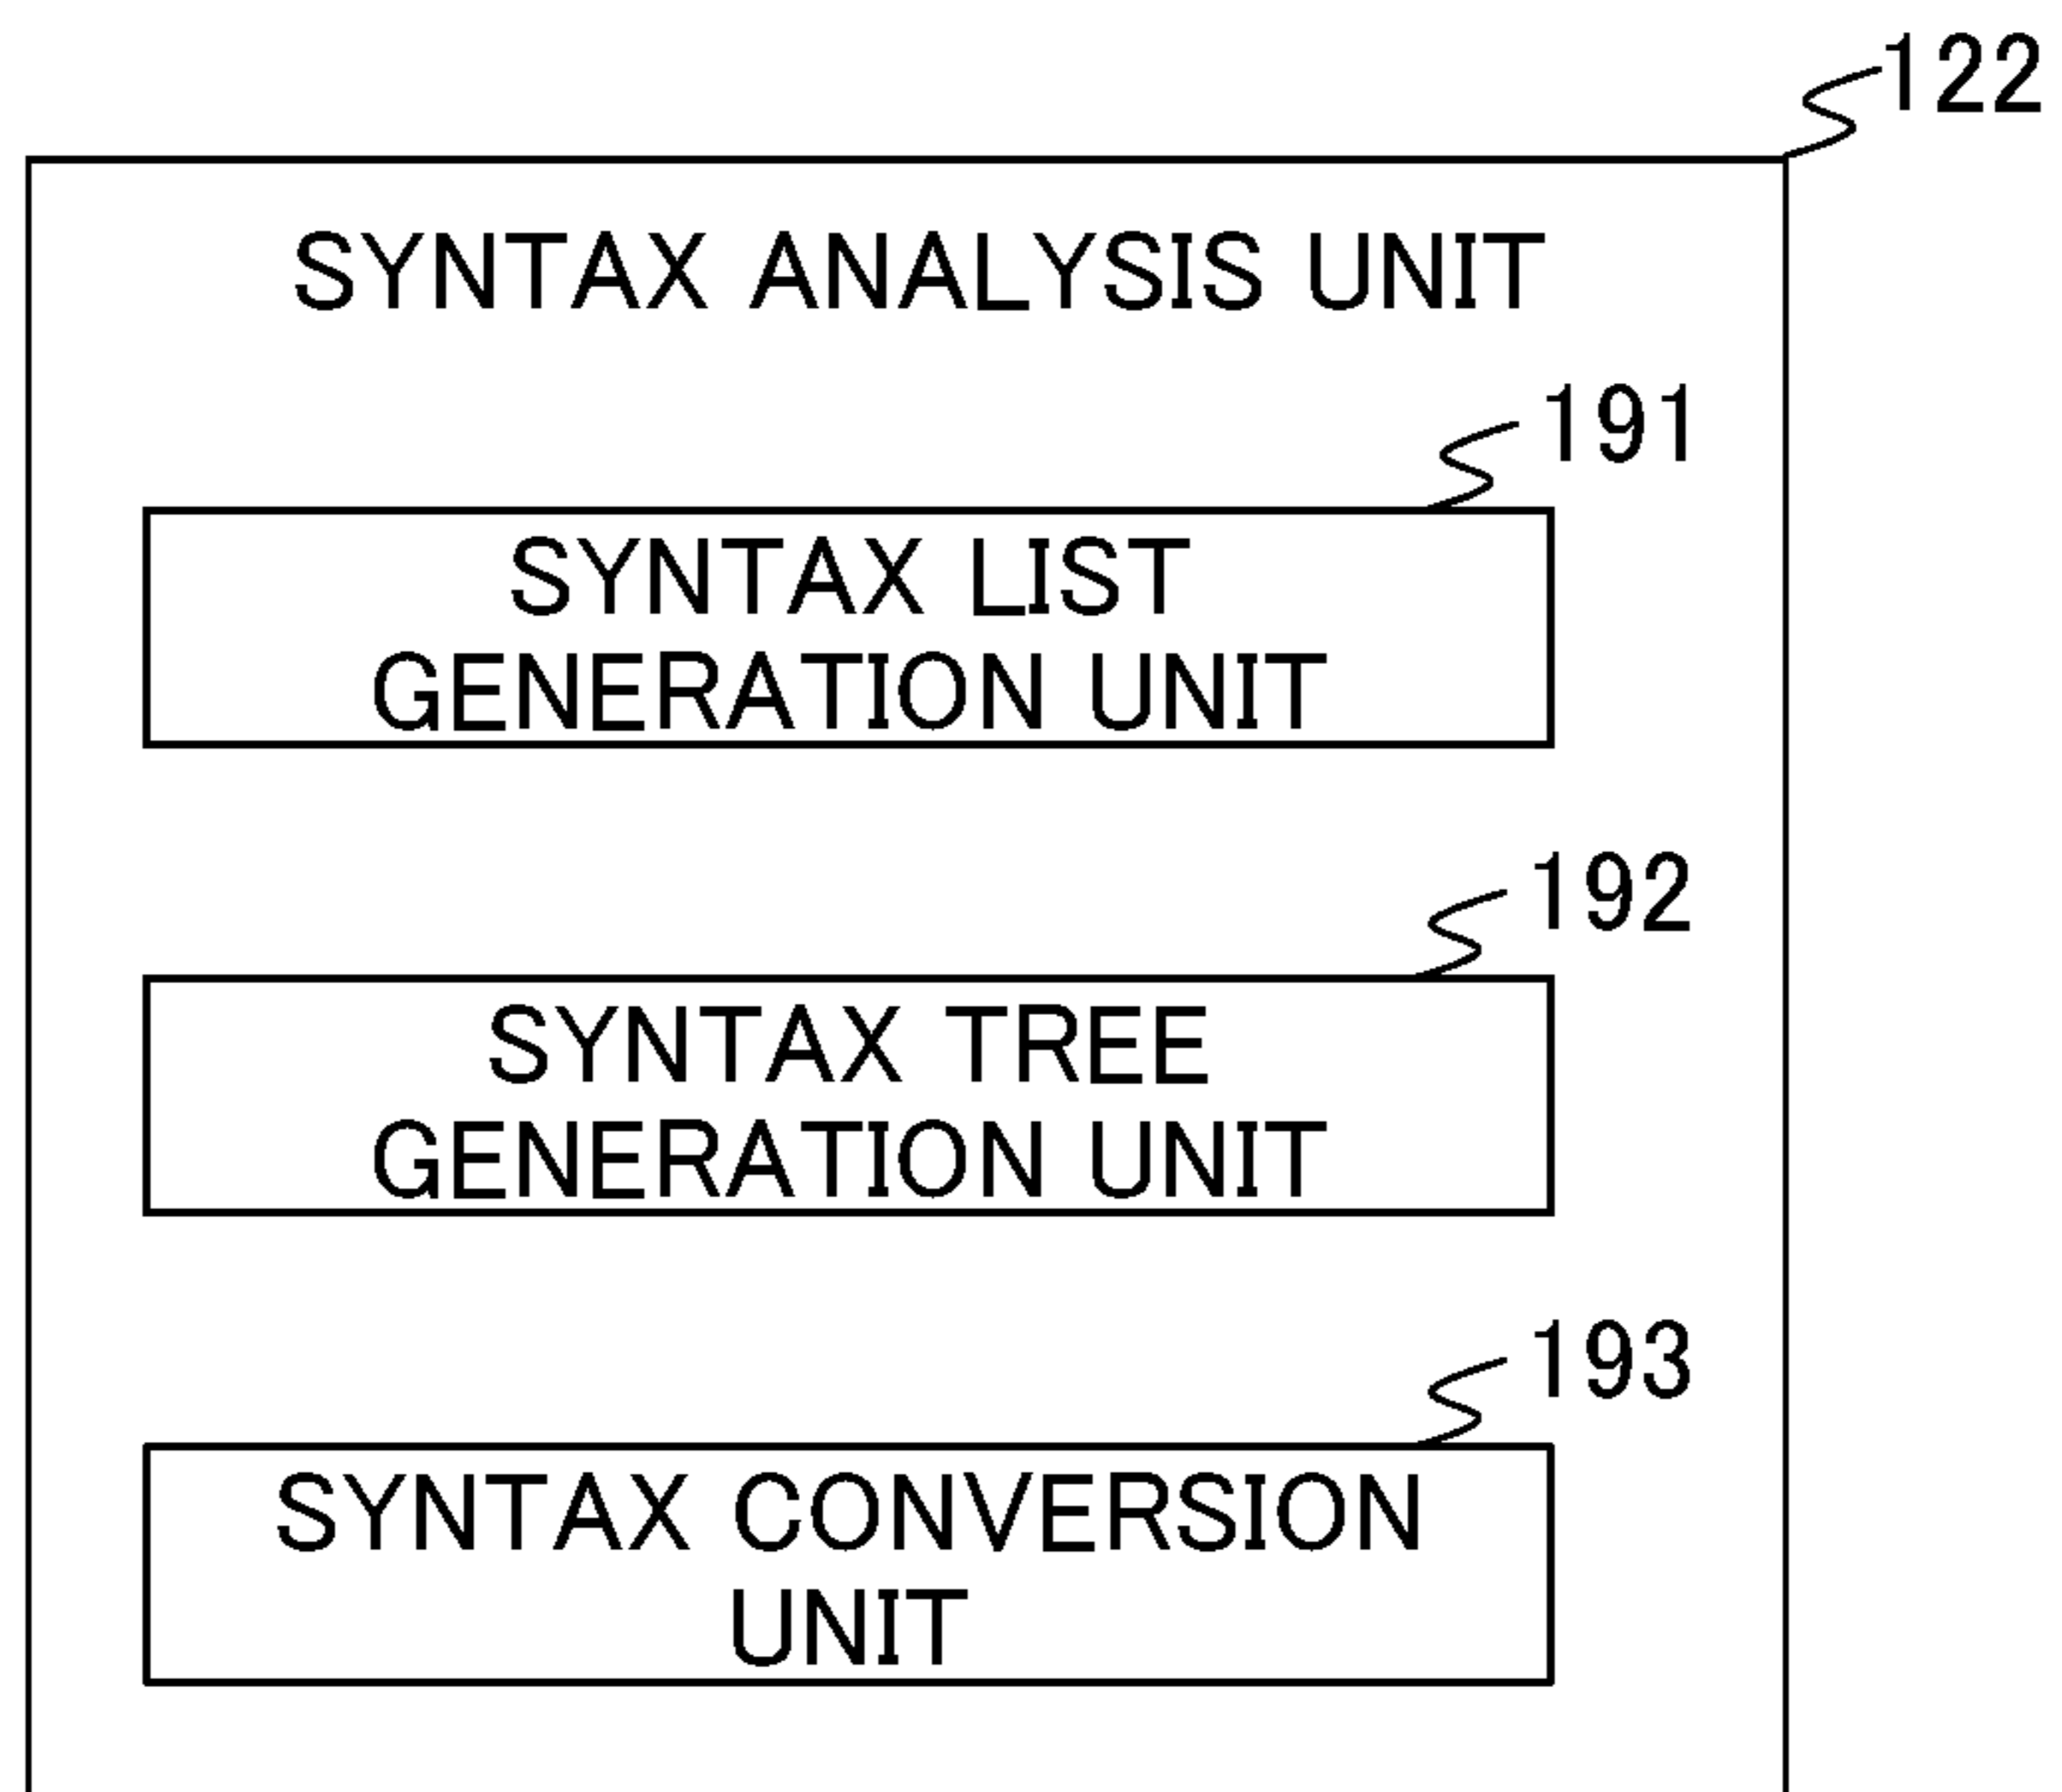 122
SYNTAX ANALYSIS UNIT
191
SYNTAX LIST
GENERATION UNIT
192
SYNTAX TREE
GENERATION UNIT
193
SYNTAX CONVERSION
UNIT